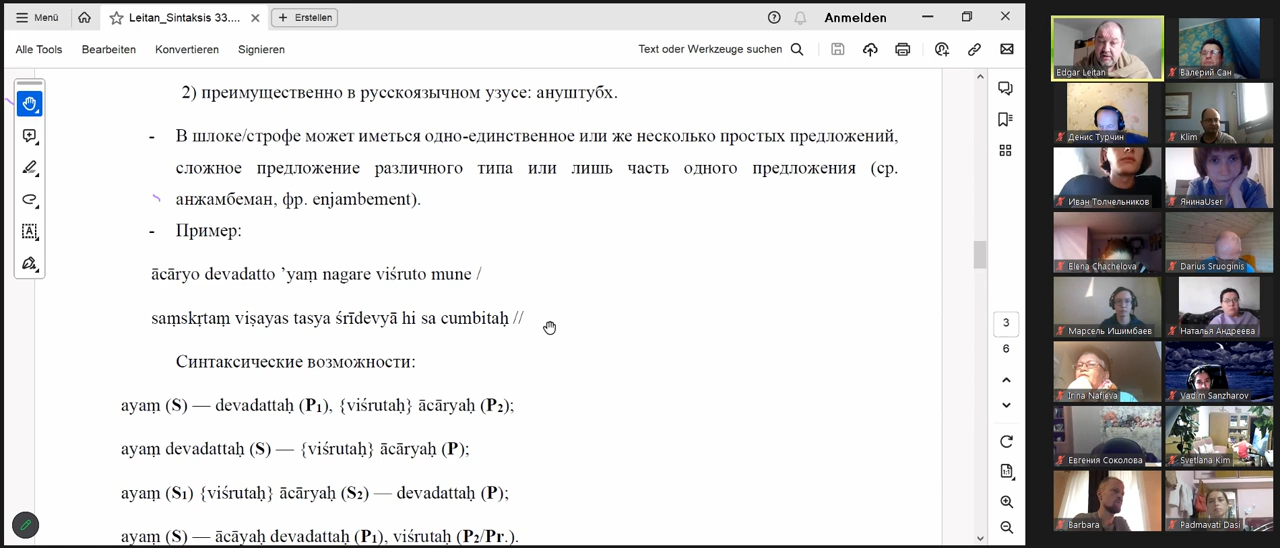 Menü
Leitan_Sintaksis 33....
Erstellen
Anmelden
Alle Tools
Bearbeiten
Konvertieren
Signieren
Text oder Werkzeuge suchen
2) преимущественно в русскоязычном узусе: ануштубх.
- В шлоке/строфе может иметься одно-единственное или же несколько простых предложений,
сложное предложение различного типа или лишь часть одного предложения (ср.
анжамбеман, фр. enjambement).
- Пример:
ācāryo devadatto ’yaṃ nagare viśruto mune /
saṃskṛtaṃ viṣayas tasya śrīdevyā hi sa cumbitaḥ //
Синтаксические возможности:
ayaṃ (S) — devadattaḥ (P₁), {viśrutaḥ} ācāryaḥ (P₂);
ayaṃ devadattaḥ (S) — {viśrutaḥ} ācāryaḥ (P);
ayaṃ (S₁) {viśrutaḥ} ācāryaḥ (S₂) — devadattaḥ (P);
ayaṃ (S) — ācāyaḥ devadattaḥ (P₁), viśrutaḥ (P₂/Pr.).
3
6
Edgar Leitan
Валерий Сан
Денис Турчин
Klim
Иван Толчельников
ЯнинаUser
Elena Chachelova
Darius Sruoginis
Марсель Ишимбаев
Наталья Андреева
Irina Nafieva
Vadim Sanzharov
Евгения Соколова
Svetlana Kim
Barbara
Padmavati Dasi